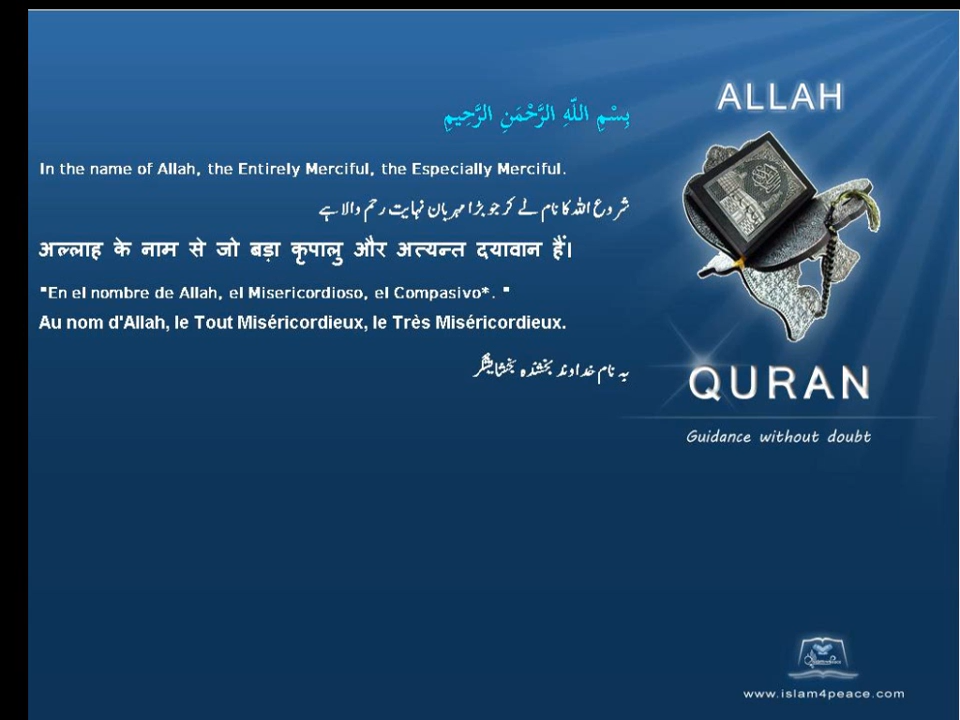 بِسْمِ اللَّهِ الرَّحْمَنِ الرَّحِيمِ
In the name of Allah, the Entirely Merciful, the Especially Merciful.
شروع الله کا نام لے کر جو بڑا مہربان نہایت رحم والا ہے
अल्लाह के नाम से जो बड़ा कृपालु और अत्यन्त दयावान हैं।
"En el nombre de Allah, el Misericordioso, el Compasivo*. "
Au nom d'Allah, le Tout Miséricordieux, le Très Miséricordieux.
به نام خداوند بخشنده بخشایشگر
ALLAH
QURAN
Guidance without doubt
www.islam4peace.com